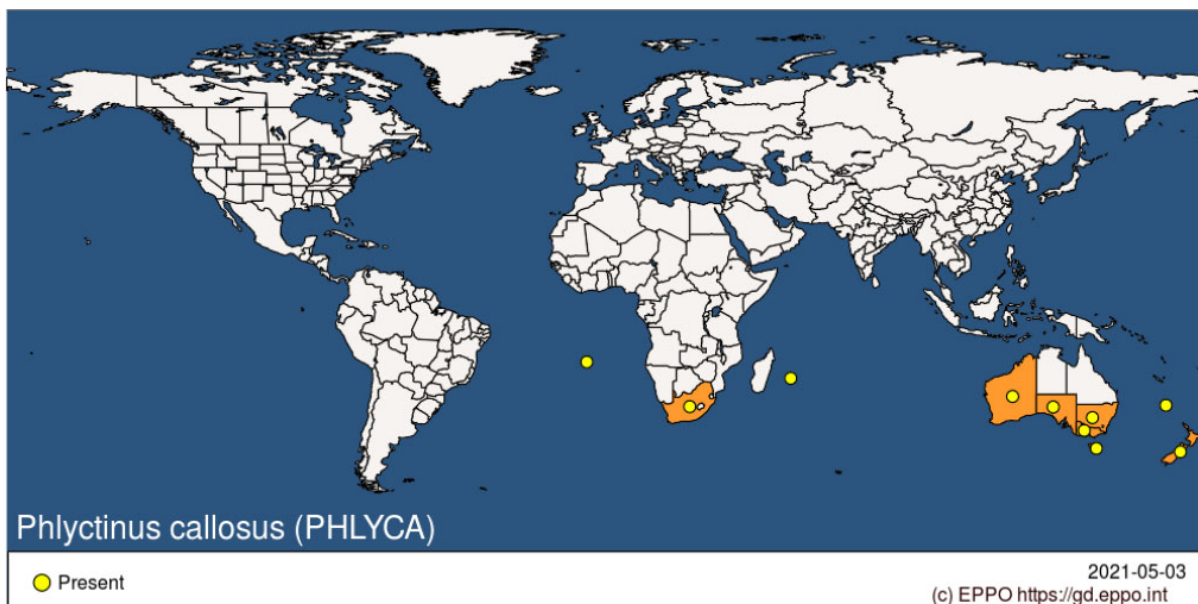 Phlyctinus callosus (PHLYCA)
Present
2021-05-03
(c) EPPO https://gd.eppo.int